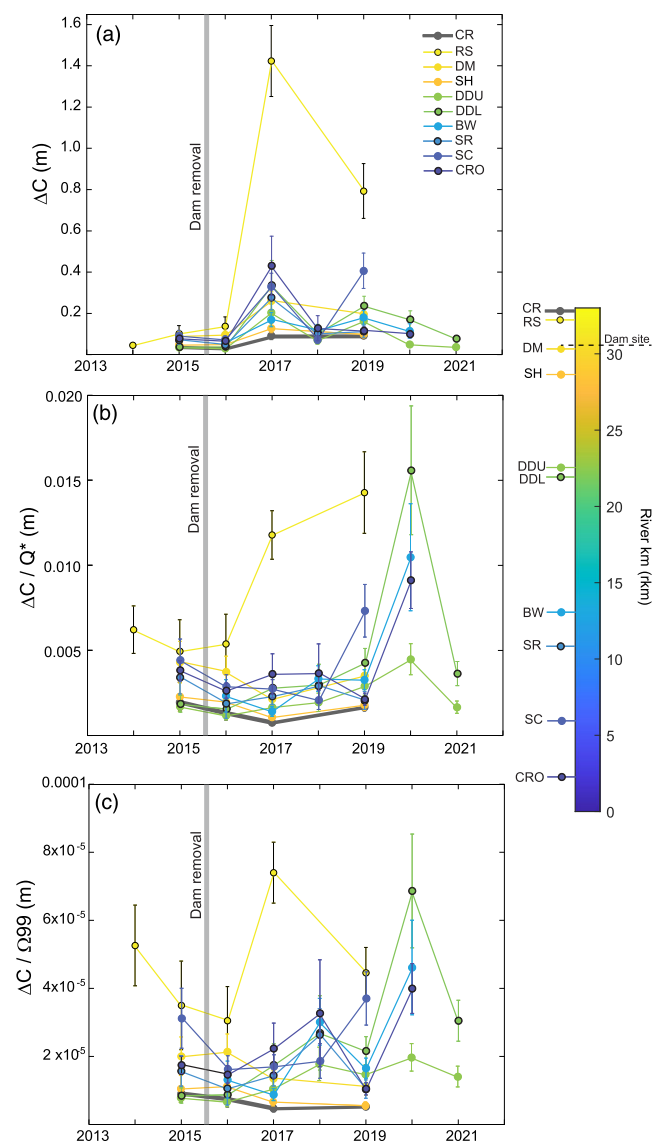 (a)
1.6
1.4
1.2
1.0
0.8
0.6
0.4
0.2
ΔC (m)
Dam removal
CR
RS
DM
SH
DDU
DDL
BW
SR
SC
CRO
2013 2015 2017 2019 2021
(b)
0.020
0.015
0.010
0.005
ΔC / Q* (m)
Dam removal
2013 2015 2017 2019 2021
(c)
0.0001
8x10-5
6x10-5
4x10-5
2 x10-5
ΔC / Ω99 (m)
Dam removal
2013 2015 2017 2019 2021
CR
RS
Dam site
DM
SH
DDU
DDL
BW
SR
SC
CRO
30
25
20
15
10
5
0
River km (rkm)